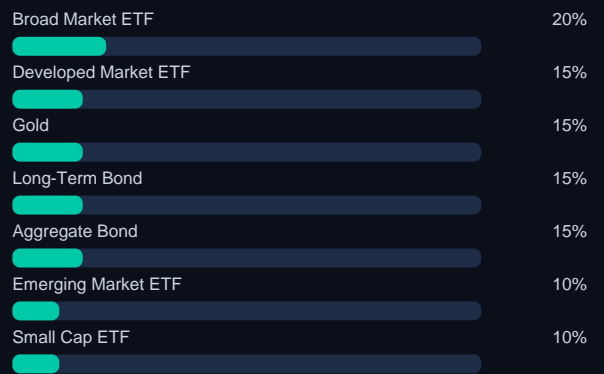 Broad Market ETF 20%
Developed Market ETF 15%
Gold 15%
Long-Term Bond 15%
Aggregate Bond 15%
Emerging Market ETF 10%
Small Cap ETF 10%